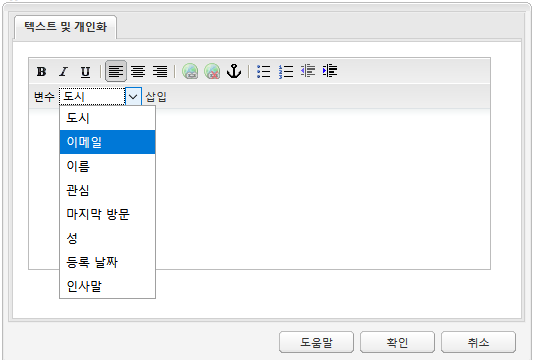 텍스트 및 개인화
B I U
변수 도시 삽입
도시
이메일
이름
관심
마지막 방문
성
등록 날짜
인사말
도움말 확인 취소